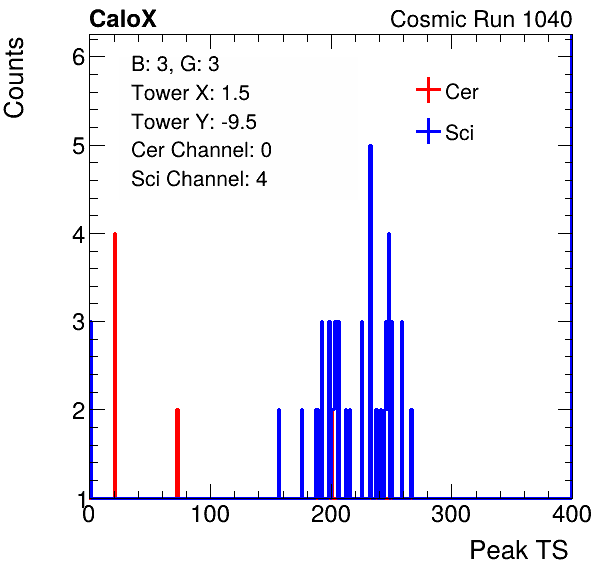 CaloX Cosmic Run 1040
Counts
B: 3, G: 3
Tower X: 1.5
Tower Y: -9.5
Cer Channel: 0
Sci Channel: 4
Cer
Sci
6
5
4
3
2
1
0 100 200 300 400
Peak TS